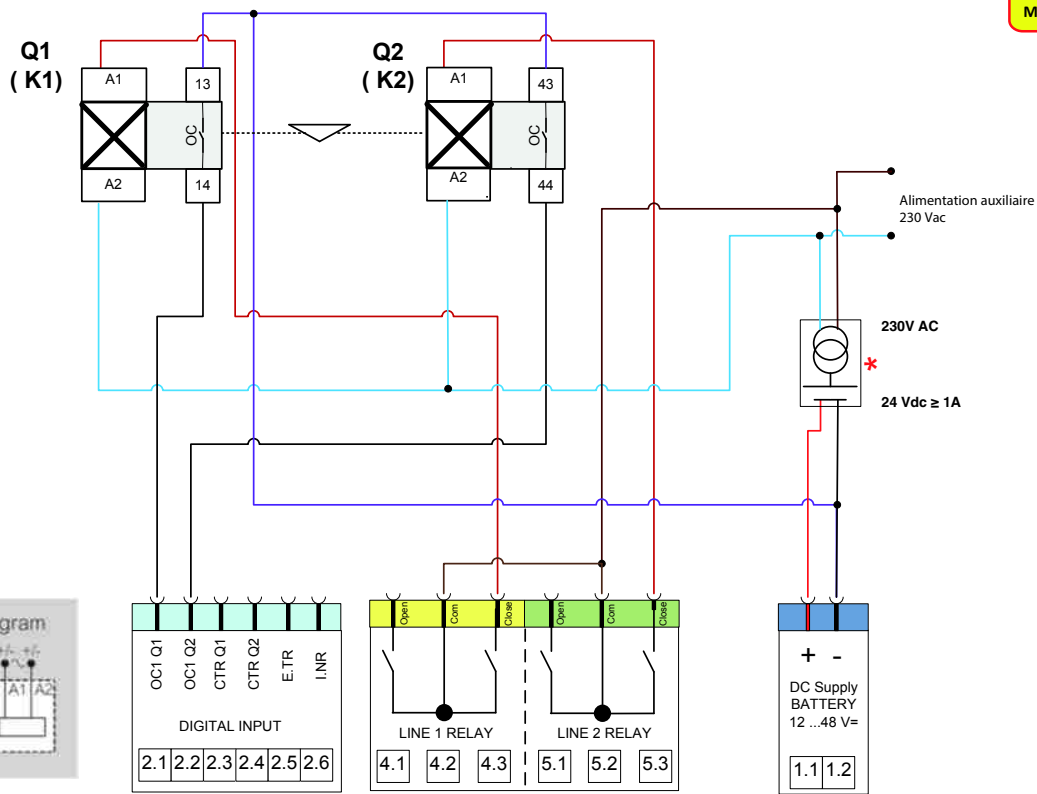 M
Q1
( K1)
A1
A2
13
OC
14
Q2
( K2)
A1
A2
43
OC
44
Alimentation auxiliaire
230 Vac
230V AC
*
24 Vdc ≥ 1A
gram
+/- +/-
A1 A2
OC1 Q1
OC1 Q2
CTR Q1
CTR Q2
E.TR
I.NR
DIGITAL INPUT
2.1 2.2 2.3 2.4 2.5 2.6
Open
Com
Close
LINE 1 RELAY
4.1 4.2 4.3
Open
Com
Close
LINE 2 RELAY
5.1 5.2 5.3
+ -
DC Supply
BATTERY
12 ...48 V=
1.1 1.2